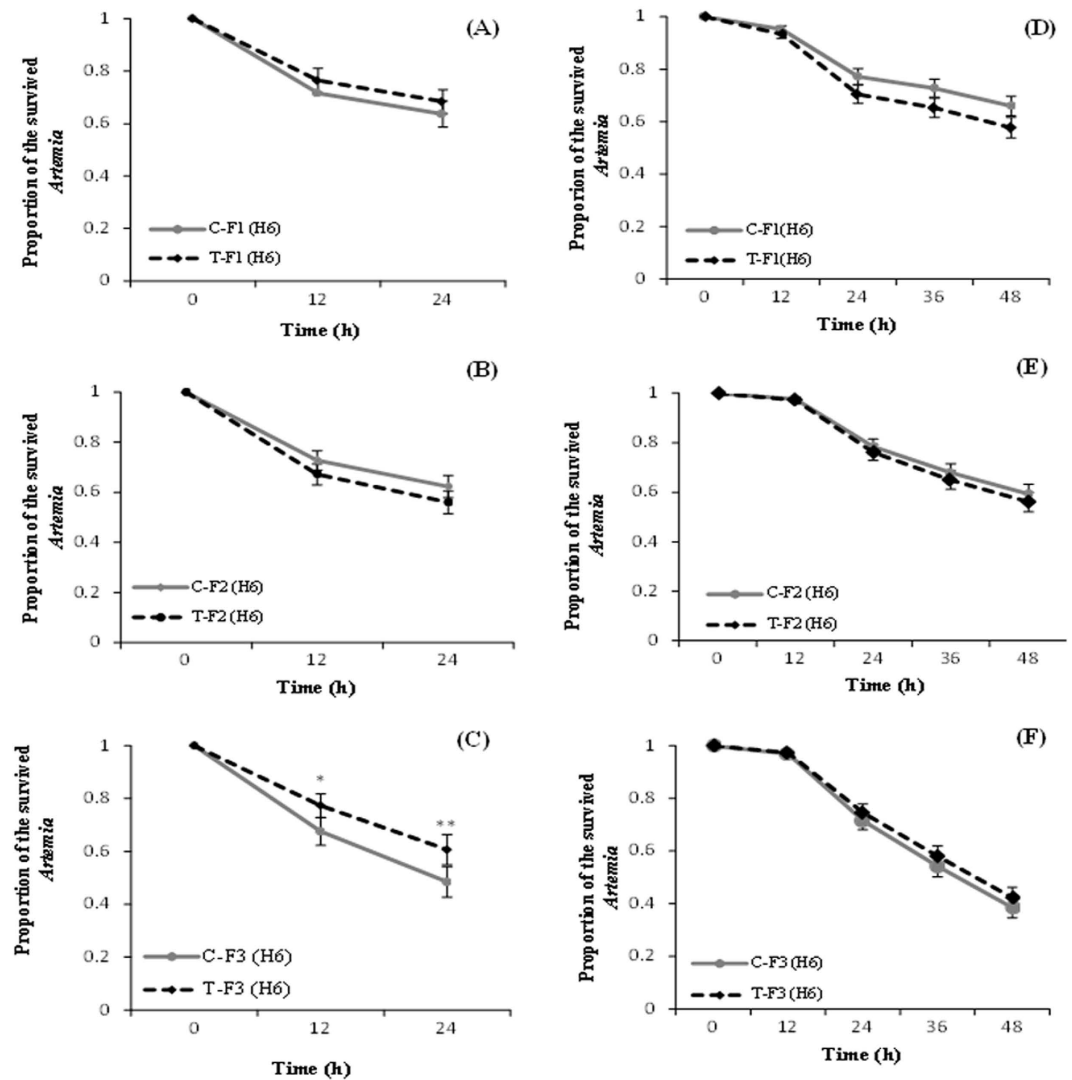 (A)
Proportion of the survived
Artemia
1
0.8
0.6
0.4
0.2
0
C-F1 (H6)
T-F1 (H6)
0 12 24
Time (h)
(D)
Proporion of the survived
Artemia
1
0.8
0.6
0.4
0.2
0
C-F1(H6)
T-F1(H6)
0 12 24 36 48
Time (h)
(B)
Proportion of the survived
Artemia
1
0.8
0.6
0.4
0.2
0
C-F2 (H6)
T-F2 (H6)
0 12 24
Time (h)
(E)
Proportion of the survived
Artemia
1
0.8
0.6
0.4
0.2
0
C-F2 (H6)
T-F2 (H6)
0 12 24 36 48
Time (h)
(C)
Proportion of the survived
Artemia
1
0.8
0.6
0.4
0.2
0
*
**
C-F3 (H6)
T-F3 (H6)
0 12 24
Time (h)
(F)
Proportion of the survived
Artemia
1
0.8
0.6
0.4
0.2
0
C-F3 (H6)
T-F3 (H6)
0 12 24 36 48
Time (h)